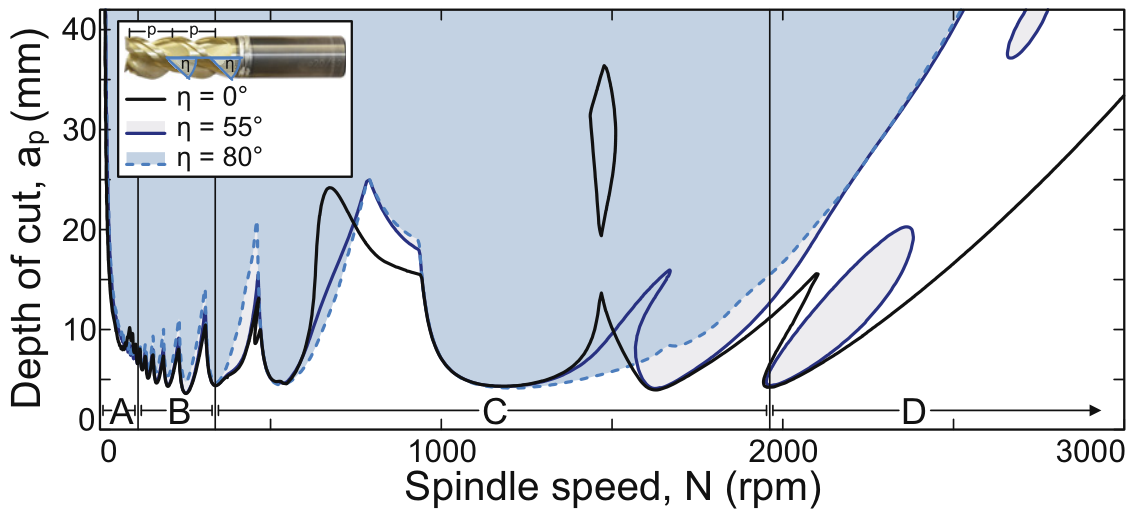 p p
η η
η = 0°
η = 55°
η = 80°
Depth of cut, aₚ (mm)
40
30
20
10
0
A B C D
0 1000 2000 3000
Spindle speed, N (rpm)